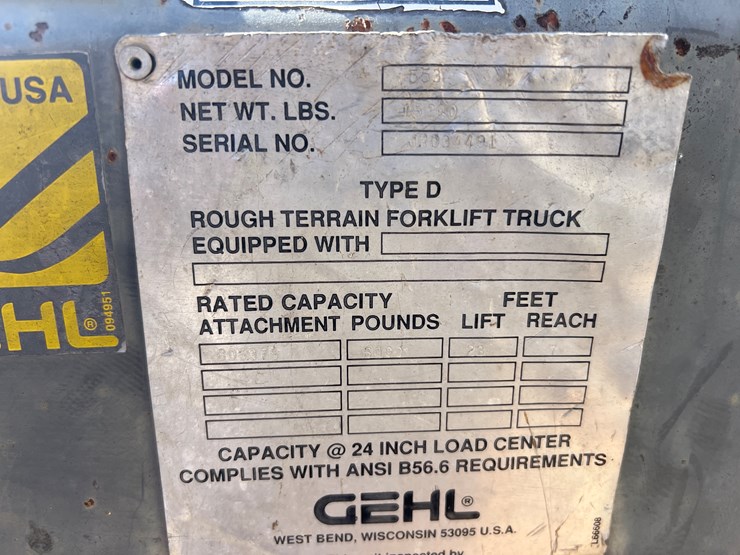 USA
GEHL®
094951
MODEL NO.
NET WT. LBS.
SERIAL NO.
TYPE D
ROUGH TERRAIN FORKLIFT TRUCK
EQUIPPED WITH
RATED CAPACITY FEET
ATTACHMENT POUNDS LIFT REACH
CAPACITY @ 24 INCH LOAD CENTER
COMPLIES WITH ANSI B56.6 REQUIREMENTS
GEHL®
WEST BEND, WISCONSIN 53095 U.S.A.
L66608